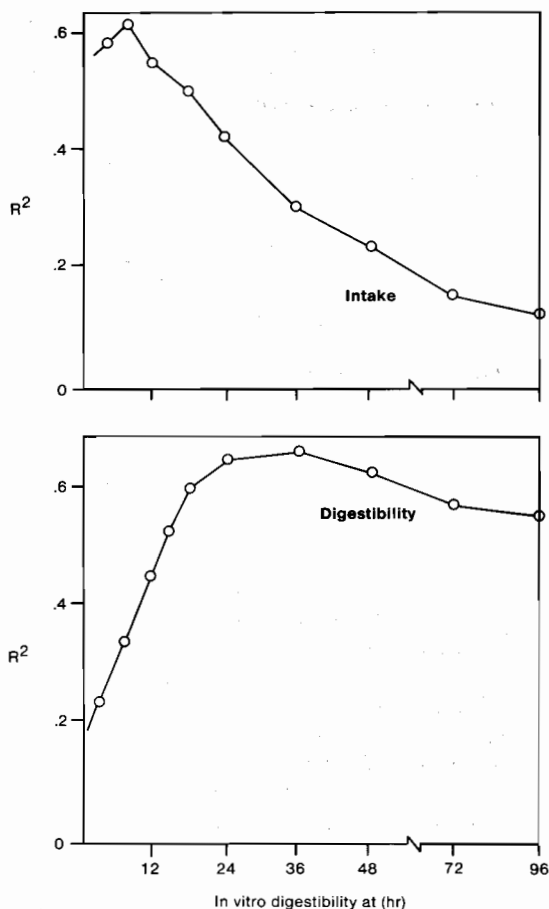 .6
.4
R²
.2
Intake
0
.6
Digestibility
.4
R²
.2
0
12 24 36 48 72 96
In vitro digestibility at (hr)